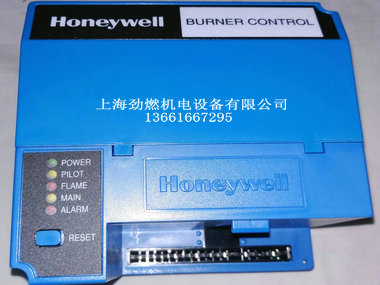 Honeywell
BURNER CONTROL
上海劲燃机电设备有限公司
13661667295
Honeywell
POWER
PILOT
FLAME
MAIN
ALARM
RESET